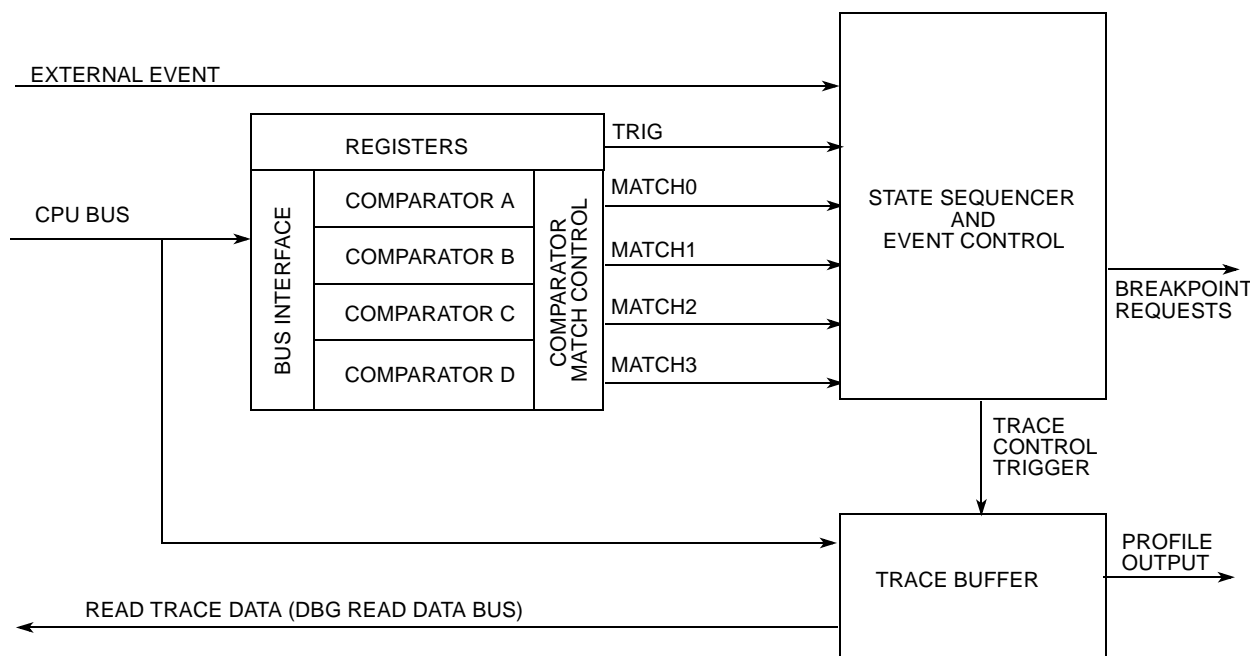 EXTERNAL EVENT
TRIG
REGISTERS
MATCH0
COMPARATOR A
STATE SEQUENCER
AND
EVENT CONTROL
CPU BUS
BUS INTERFACE
COMPARATOR
MATCH CONTROL
MATCH1
COMPARATOR B
BREAKPOINT
REQUESTS
MATCH2
COMPARATOR C
MATCH3
COMPARATOR D
TRACE
CONTROL
TRIGGER
PROFILE
OUTPUT
TRACE BUFFER
READ TRACE DATA (DBG READ DATA BUS)